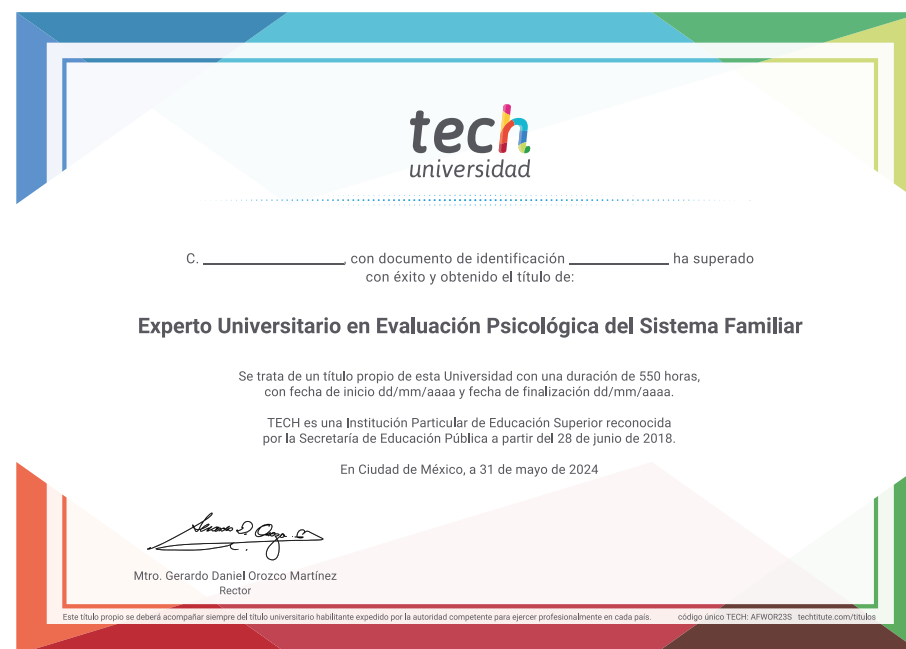 tech
universidad
C. ____________________, con documento de identificación ______________ ha superado
con éxito y obtenido el título de:
Experto Universitario en Evaluación Psicológica del Sistema Familiar
Se trata de un título propio de esta Universidad con una duración de 550 horas,
con fecha de inicio dd/mm/aaaa y fecha de finalización dd/mm/aaaa.
TECH es una Institución Particular de Educación Superior reconocida
por la Secretaría de Educación Pública a partir del 28 de junio de 2018.
En Ciudad de México, a 31 de mayo de 2024
Mtro. Gerardo Daniel Orozco Martínez
Rector
Este título propio se deberá acompañar siempre del título universitario habilitante expedido por la autoridad competente para ejercer profesionalmente en cada país. código único TECH: AFWOR23S techtitute.com/titulos